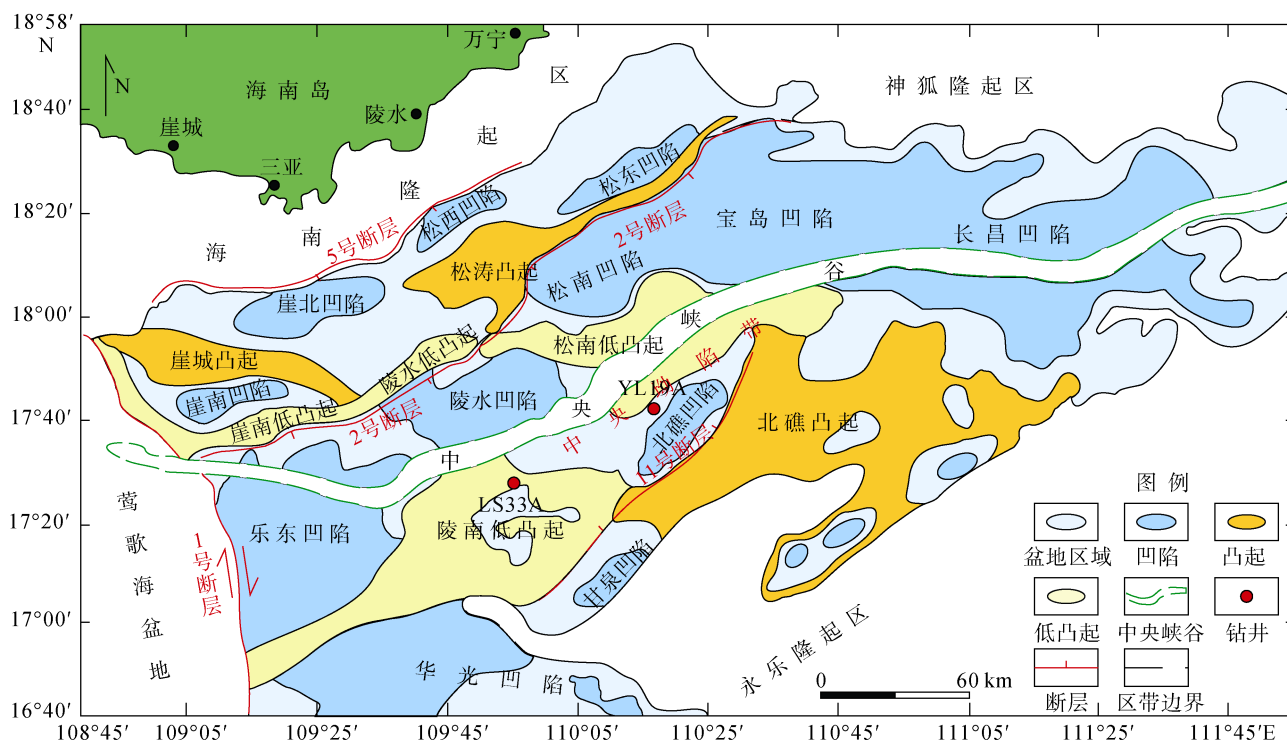 18°58′
N
18°40′
18°20′
18°00′
17°40′
17°20′
17°00′
16°40′
108°45′
109°05′
109°25′
109°45′
110°05′
110°25′
110°45′
111°05′
111°25′
111°45′E
N
万宁
海南岛
陵水
崖城
三亚
海南隆起区
神狐隆起区
5号断层
松西凹陷
松东凹陷
2号断层
宝岛凹陷
长昌凹陷
松涛凸起
松南凹陷
崖北凹陷
崖城凸起
陵水低凸起
松南低凸起
崖南凹陷
崖南低凸起
2号断层
陵水凹陷
中央峡谷
中央坳陷带
YL19A
北礁凹陷
11号断层
北礁凸起
LS33A
陵南低凸起
乐东凹陷
1号断层
莺歌海盆地
甘泉凹陷
华光凹陷
永乐隆起区
0
60 km
图例
盆地区域
凹陷
凸起
低凸起
中央峡谷
钻井
断层
区带边界